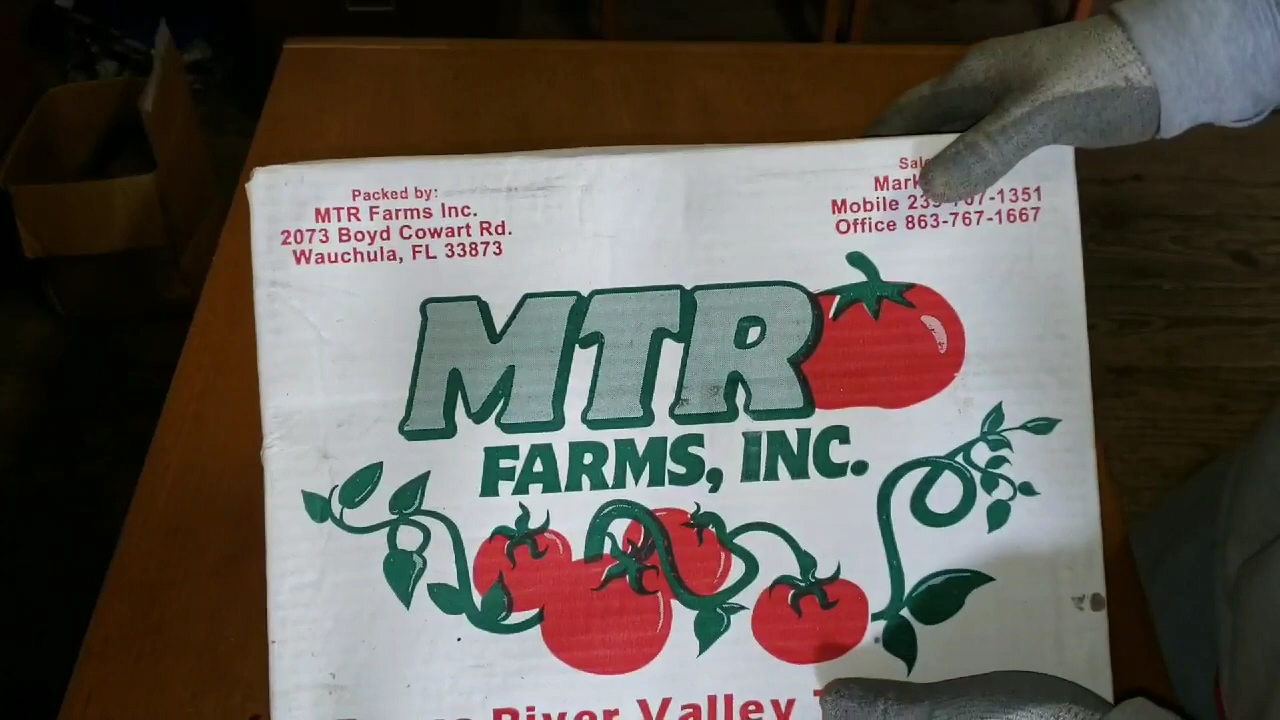 Packed by:
MTR Farms Inc.
2073 Boyd Cowart Rd.
Wauchula, FL 33873
Mobile
Office 863-767-1667
MTR
FARMS, INC.
River Valley